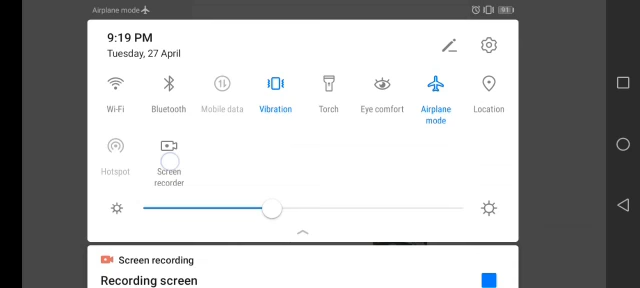 Airplane mode
93
9:19 PM
Tuesday, 27 April
Wi-Fi
Bluetooth
Mobile data
Vibration
Torch
Eye comfort
Airplane mode
Location
Hotspot
Screen recorder
Screen recording
Recording screen